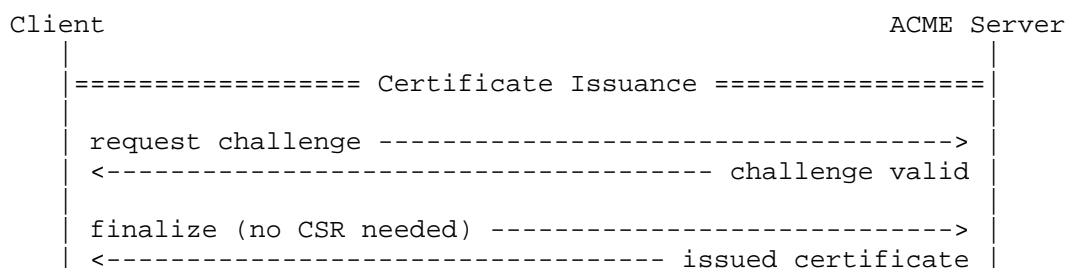 Client ACME Server
|================== Certificate Issuance =================|
| request challenge ------------------------------------> |
| <-------------------------------------- challenge valid |
| finalize (no CSR needed) -----------------------------> |
| <----------------------------------- issued certificate |